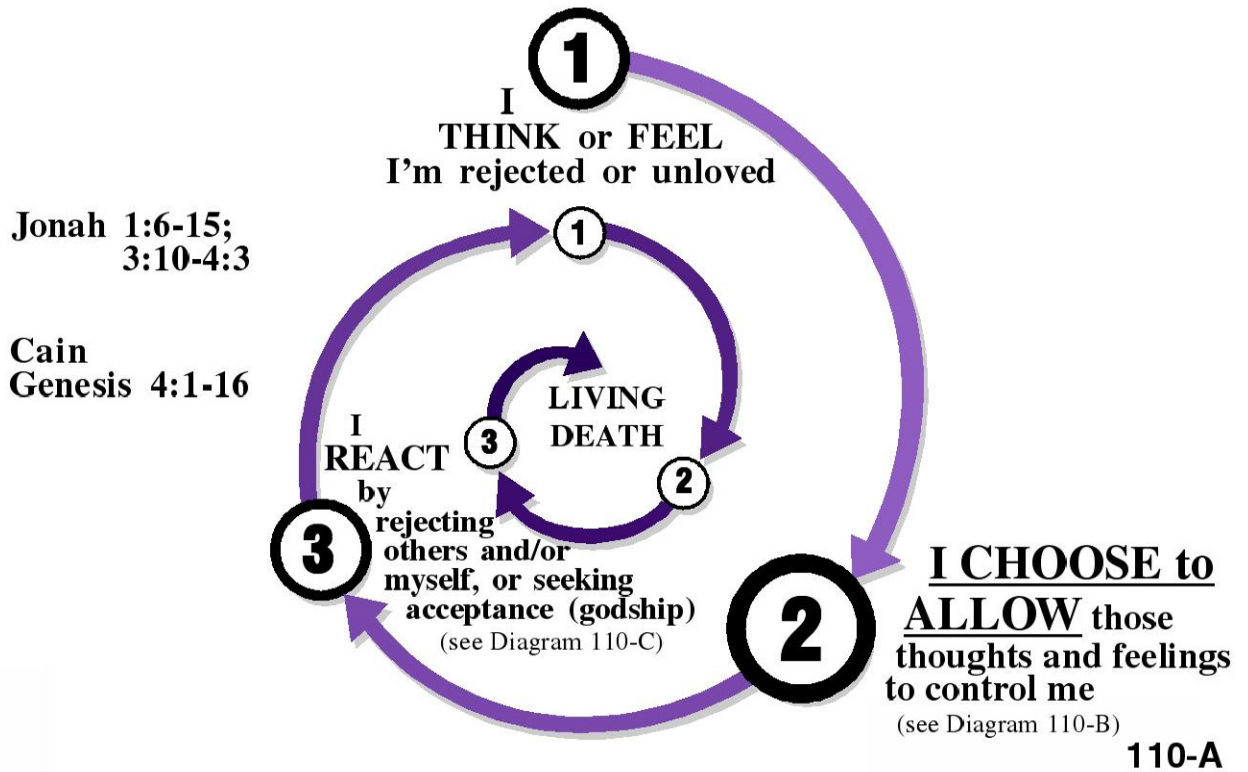 1
I
THINK or FEEL
I'm rejected or unloved
Jonah 1:6-15;
3:10-4:3
1
Cain
Genesis 4:1-16
LIVING
DEATH
3
2
I
REACT
by
rejecting
others and/or
myself, or seeking
acceptance (godship)
(see Diagram 110-C)
3
2
I CHOOSE to
ALLOW those
thoughts and feelings
to control me
(see Diagram 110-B)
110-A